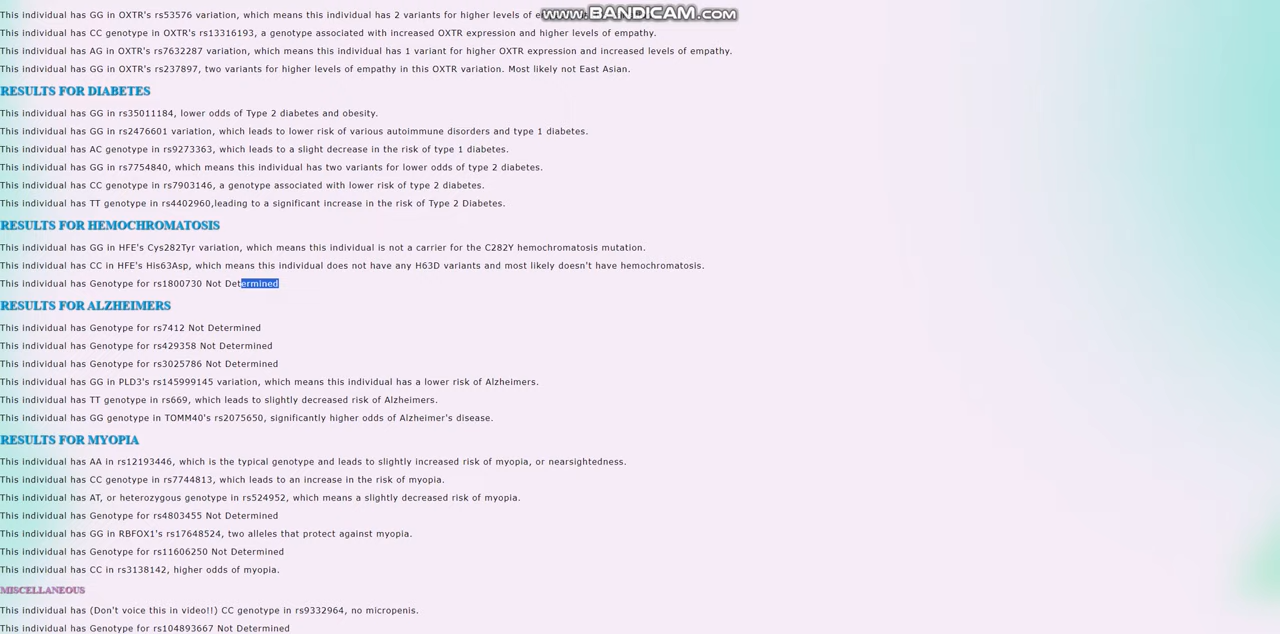 This individual has GG in OXTR's rs53576 variation, which means this individual has 2 variants for higher levels of
www.BANDICAM.com
This individual has CC genotype in OXTR's rs13316193, a genotype associated with increased OXTR expression and higher levels of empathy.
This individual has AG in OXTR's rs7632287 variation, which means this individual has 1 variant for higher OXTR expression and increased levels of empathy.
This individual has GG in OXTR's rs237897, two variants for higher levels of empathy in this OXTR variation. Most likely not East Asian.
RESULTS FOR DIABETES
This individual has GG in rs35011184, lower odds of Type 2 diabetes and obesity.
This individual has GG in rs2476601 variation, which leads to lower risk of various autoimmune disorders and type 1 diabetes.
This individual has AC genotype in rs9273363, which leads to a slight decrease in the risk of type 1 diabetes.
This individual has GG in rs7754840, which means this individual has two variants for lower odds of type 2 diabetes.
This individual has CC genotype in rs7903146, a genotype associated with lower risk of type 2 diabetes.
This individual has TT genotype in rs4402960,leading to a significant increase in the risk of Type 2 Diabetes.
RESULTS FOR HEMOCHROMATOSIS
This individual has GG in HFE's Cys282Tyr variation, which means this individual is not a carrier for the C282Y hemochromatosis mutation.
This individual has CC in HFE's His63Asp, which means this individual does not have any H63D variants and most likely doesn't have hemochromatosis.
This individual has Genotype for rs1800730 Not Determined
RESULTS FOR ALZHEIMERS
This individual has Genotype for rs7412 Not Determined
This individual has Genotype for rs429358 Not Determined
This individual has Genotype for rs3025786 Not Determined
This individual has GG in PLD3's rs145999145 variation, which means this individual has a lower risk of Alzheimers.
This individual has TT genotype in rs669, which leads to slightly decreased risk of Alzheimers.
This individual has GG genotype in TOMM40's rs2075650, significantly higher odds of Alzheimer's disease.
RESULTS FOR MYOPIA
This individual has AA in rs12193446, which is the typical genotype and leads to slightly increased risk of myopia, or nearsightedness.
This individual has CC genotype in rs7744813, which leads to an increase in the risk of myopia.
This individual has AT, or heterozygous genotype in rs524952, which means a slightly decreased risk of myopia.
This individual has Genotype for rs4803455 Not Determined
This individual has GG in RBFOX1's rs17648524, two alleles that protect against myopia.
This individual has Genotype for rs11606250 Not Determined
This individual has CC in rs3138142, higher odds of myopia.
MISCELLANEOUS
This individual has (Don't voice this in video!!) CC genotype in rs9332964, no micropenis.
This individual has Genotype for rs104893667 Not Determined